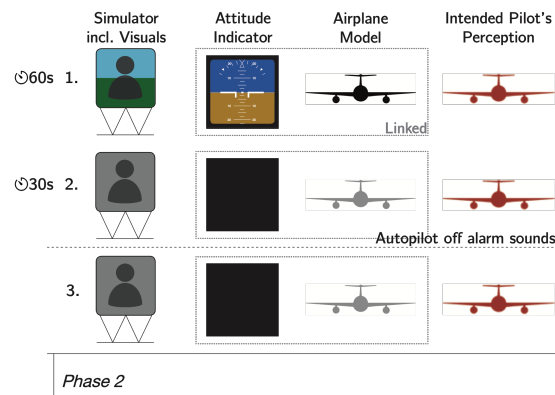 Simulator Attitude Airplane Intended Pilot's
incl. Visuals Indicator Model Perception
60s 1.
Linked
30s 2.
Autopilot off alarm sounds
3.
Phase 2